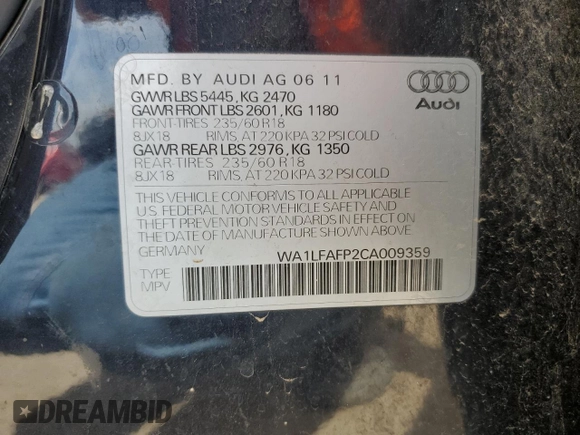 MFD. BY AUDI AG 06 11
GVWR LBS 5445, KG 2470
GAWR FRONT LBS 2601, KG 1180
FRONT-TIRES 235/60 R18
8JX18 RIMS, AT 220 KPA 32 PSI COLD
GAWR REAR LBS 2976, KG 1350
REAR-TIRES 235/60 R18
8JX18 RIMS, AT 220 KPA 32 PSI COLD
THIS VEHICLE CONFORMS TO ALL APPLICABLE
U.S. FEDERAL MOTOR VEHICLE SAFETY AND
THEFT PREVENTION STANDARDS IN EFFECT ON
THE DATE OF MANUFACTURE SHOWN ABOVE
GERMANY WA1LFAFP2CA009359
TYPE
MPV
Audi
DREAMBID